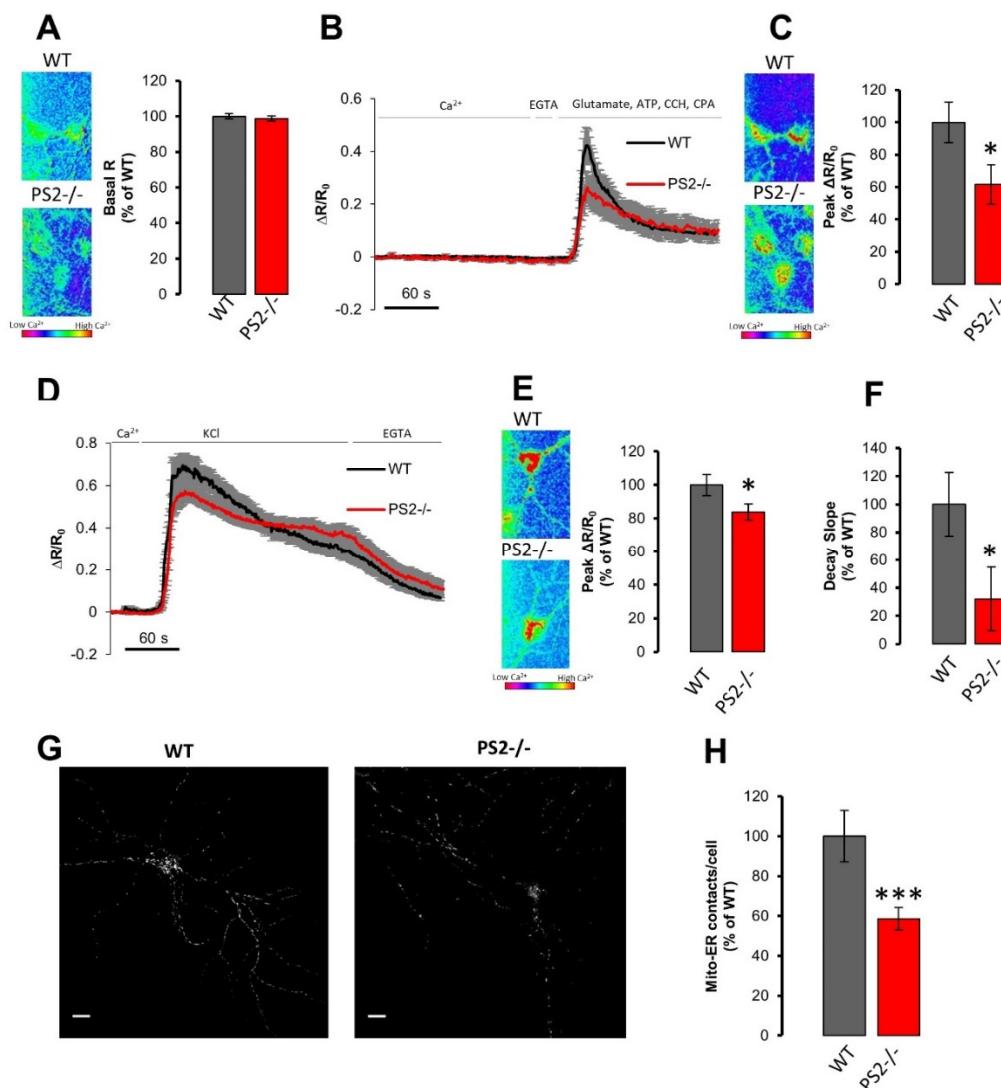 A
WT
PS2-/-
Low Ca²⁺ High Ca²⁺
Basal R
(% of WT)
120
100
80
60
40
20
0
WT
PS2-/-
B
Ca²⁺ EGTA Glutamate, ATP, CCH, CPA
ΔR/R₀
0.6
0.4
0.2
0
-0.2
WT
PS2-/-
60 s
C
WT
PS2-/-
Low Ca²⁺ High Ca²⁺
Peak ΔR/R₀
(% of WT)
120
100
80
60
40
20
0
*
WT
PS2-/-
D
Ca²⁺ KCl EGTA
ΔR/R₀
0.8
0.6
0.4
0.2
0
-0.2
WT
PS2-/-
60 s
E
WT
PS2-/-
Low Ca²⁺ High Ca²⁺
Peak ΔR/R₀
(% of WT)
120
100
80
60
40
20
0
*
WT
PS2-/-
F
Decay Slope
(% of WT)
140
120
100
80
60
40
20
0
*
WT
PS2-/-
G
WT
PS2-/-
H
Mito-ER contacts/cell
(% of WT)
120
100
80
60
40
20
0
***
WT
PS2-/-